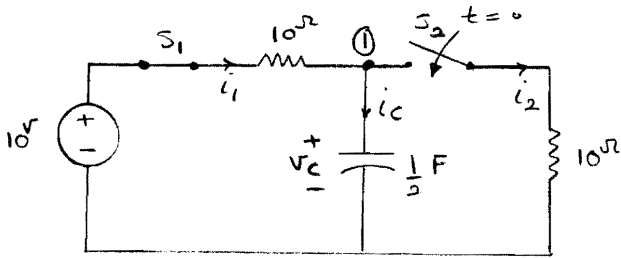 S₁
10Ω
①
S₂ t=0
i₁
i₂
10v
+
-
ic
+
vc
-
1/2 F
10Ω